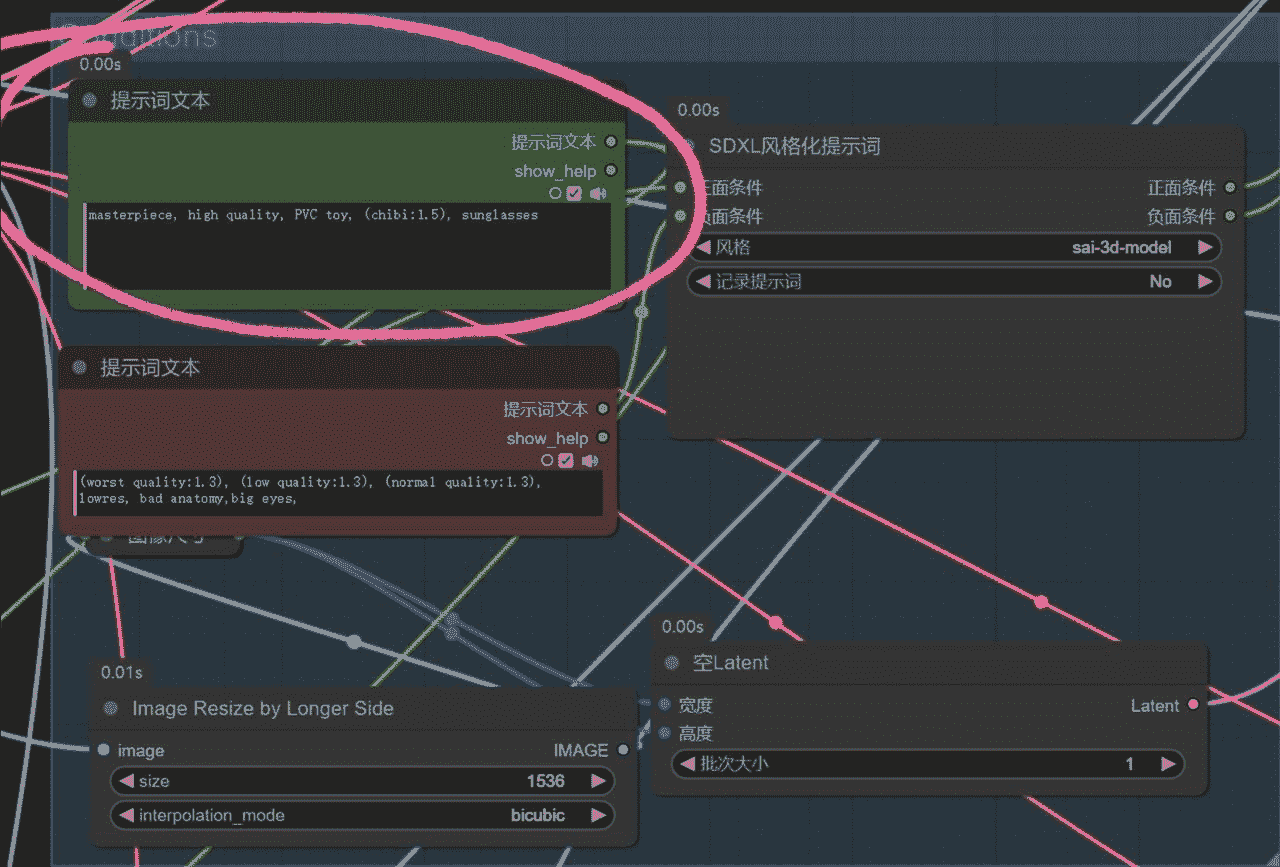 Conditions
0.00s
提示词文本
提示词文本
show_help
masterpiece, high quality, PVC toy, (chibi:1.5), sunglasses
0.00s
SDXL风格化提示词
正面条件
正面条件
负面条件
负面条件
风格
sai-3d-model
记录提示词
No
提示词文本
提示词文本
show_help
(worst quality:1.3), (low quality:1.3), (normal quality:1.3),
lowres, bad anatomy,big eyes,
图像尺寸
0.01s
Image Resize by Longer Side
image
IMAGE
size
1536
interpolation_mode
bicubic
0.00s
空Latent
宽度
Latent
高度
批次大小
1